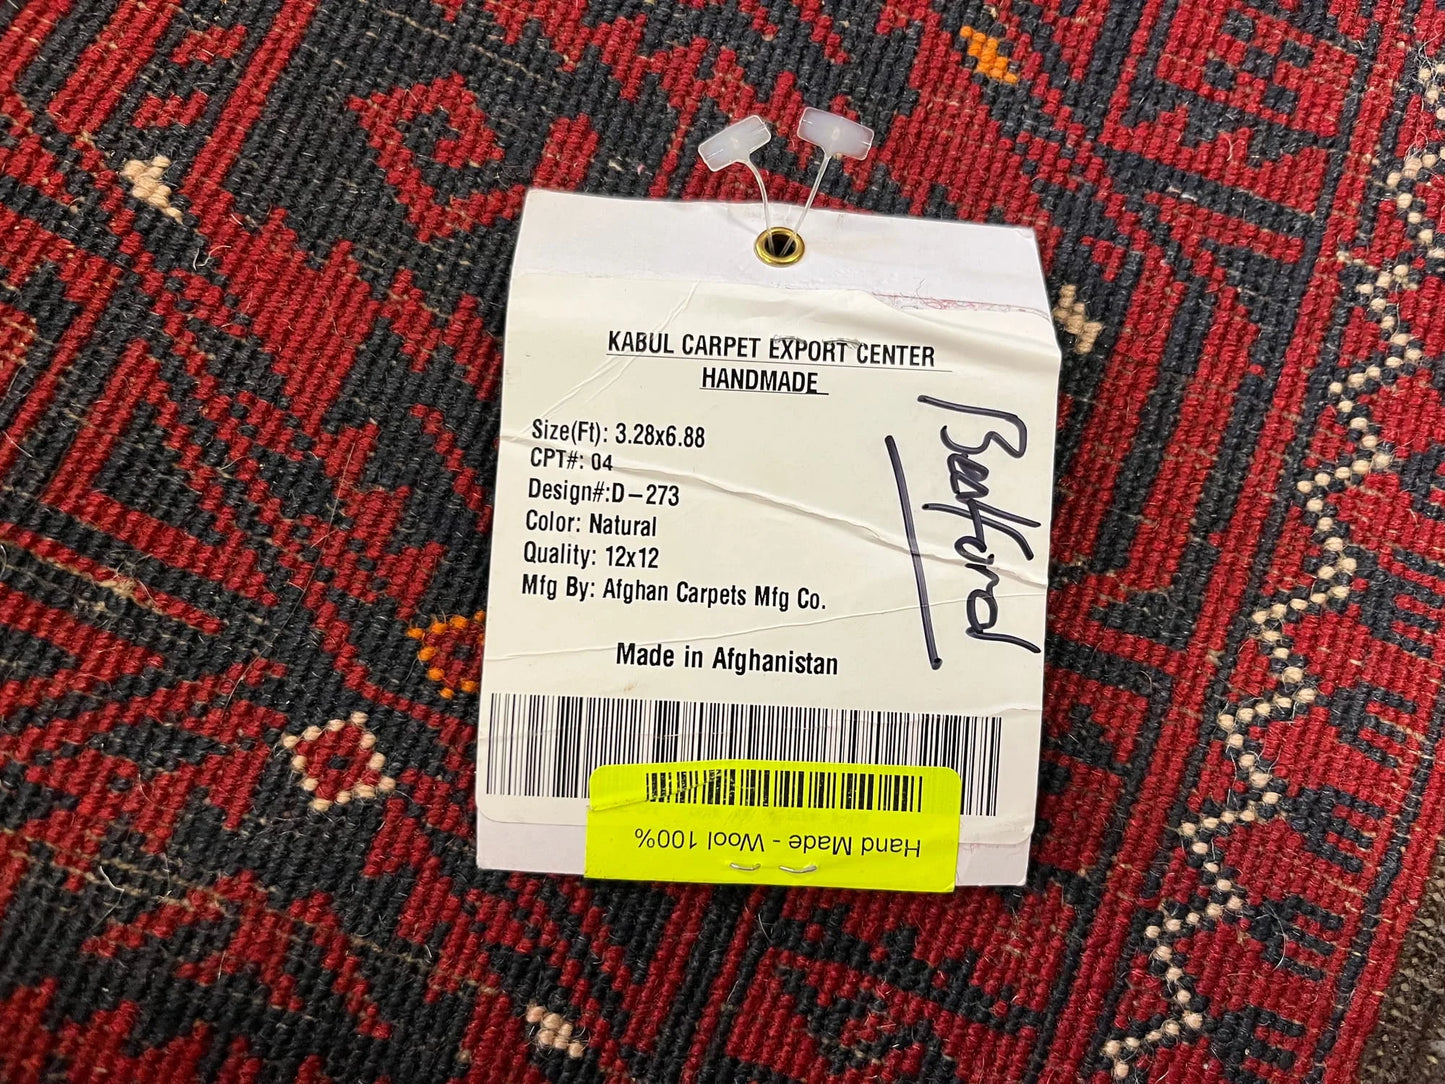 KABUL CARPET EXPORT CENTER
HANDMADE
Size(Ft): 3.28x6.88
CPT#: 04
Design#:D-273
Color: Natural
Quality: 12x12
Mfg By: Afghan Carpets Mfg Co.
Made in Afghanistan
Hand Made - Wool 100%